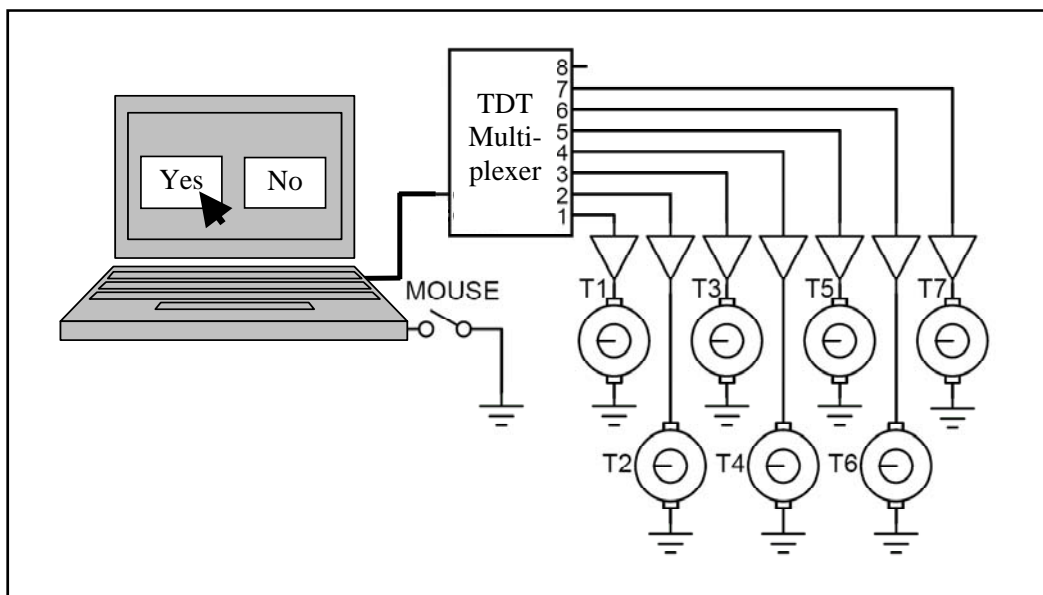 Yes
No
TDT
Multi-
plexer
8
7
6
5
4
3
2
1
MOUSE
T1
T3
T5
T7
T2
T4
T6